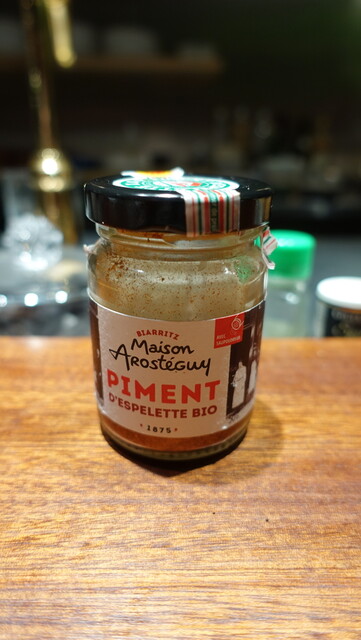 BIARRITZ
Maison
Arostéguy
PIMENT
D'ESPELETTE BIO
1875